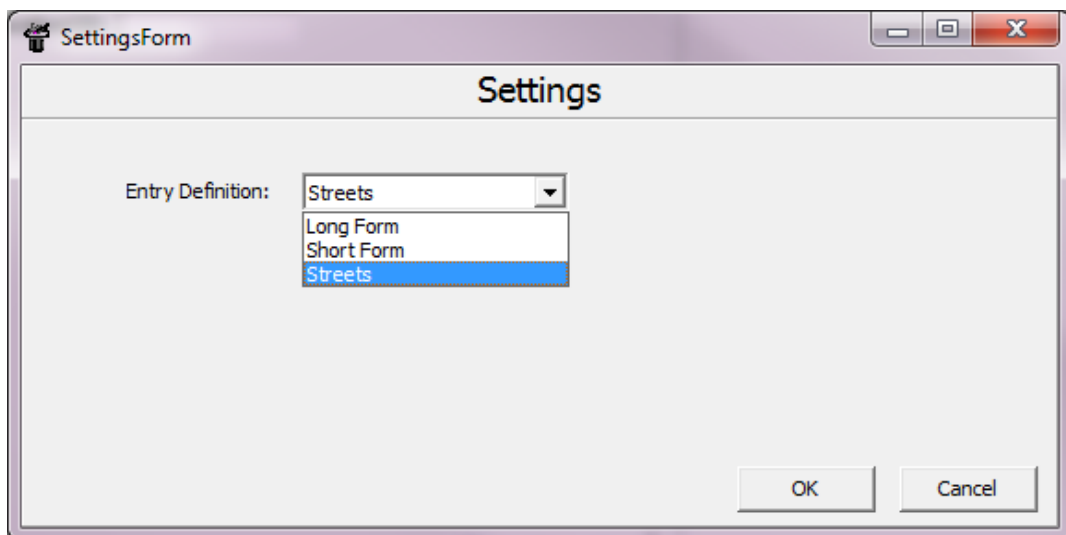 SettingsForm
Settings
Entry Definition: Streets
Long Form
Short Form
Streets
OK Cancel